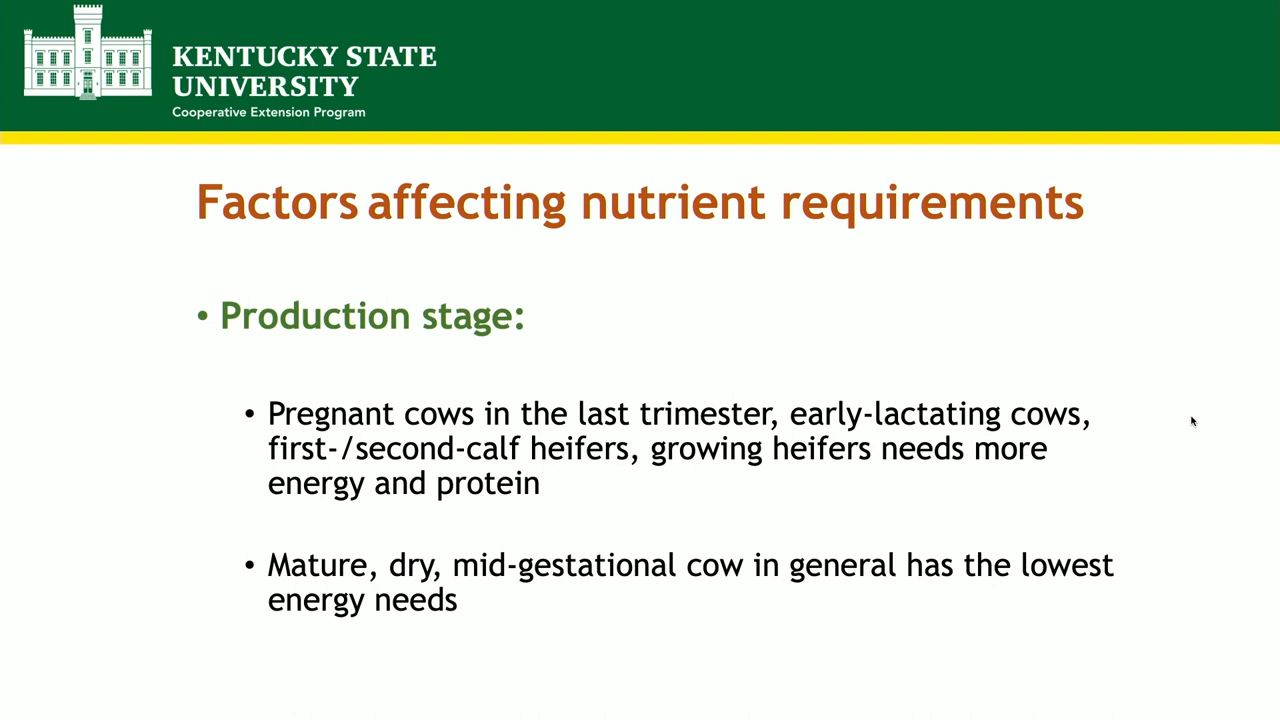 KENTUCKY STATE
UNIVERSITY
Cooperative Extension Program
Factors affecting nutrient requirements
• Production stage:
• Pregnant cows in the last trimester, early-lactating cows,
first-/second-calf heifers, growing heifers needs more
energy and protein
• Mature, dry, mid-gestational cow in general has the lowest
energy needs